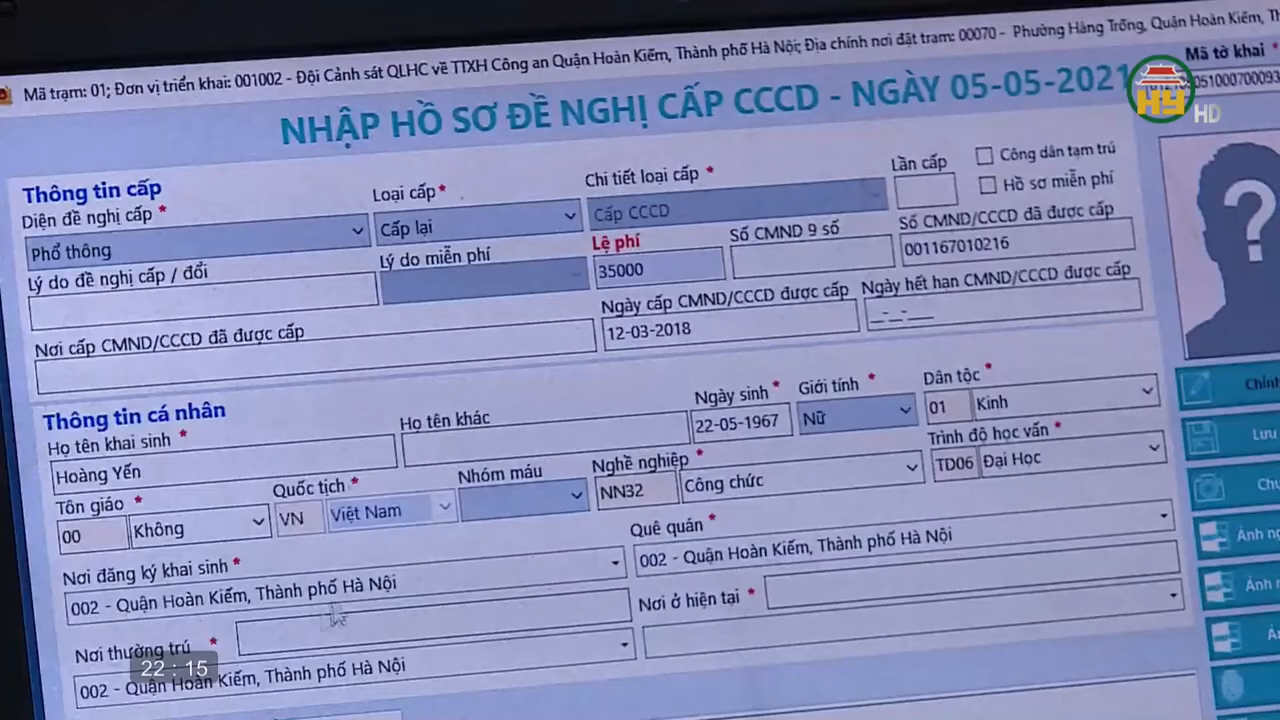 Mã trạm: 01; Đơn vị triển khai: 001002 - Đội Cảnh sát QLHC về TTXH Công an Quận Hoàn Kiếm, Thành phố Hà Nội; Địa chính nơi đặt trạm: 00070 - Phường Hàng Trống, Quận Hoàn Kiếm,
Mã tờ khai *
NHẬP HỒ SƠ ĐỀ NGHỊ CẤP CCCD - NGÀY 05-05-2021
HY HD
Thông tin cấp
Diện đề nghị cấp * Loại cấp * Chi tiết loại cấp * Lần cấp Công dân tạm trú
Phổ thông Cấp lại Cấp CCCD Hồ sơ miễn phí
Lý do đề nghị cấp / đổi Lý do miễn phí Lệ phí Số CMND 9 số Số CMND/CCCD đã được cấp
35000 001167010216
Nơi cấp CMND/CCCD đã được cấp Ngày cấp CMND/CCCD được cấp Ngày hết hạn CMND/CCCD được cấp
12-03-2018 _-_-___
Thông tin cá nhân
Họ tên khai sinh * Họ tên khác Ngày sinh * Giới tính * Dân tộc *
Hoàng Yến 22-05-1967 Nữ 01 Kinh
Tôn giáo * Quốc tịch * Nhóm máu Nghề nghiệp * Trình độ học vấn *
00 Không VN Việt Nam NN32 Công chức TD06 Đại Học
Nơi đăng ký khai sinh * Quê quán *
002 - Quận Hoàn Kiếm, Thành phố Hà Nội 002 - Quận Hoàn Kiếm, Thành phố Hà Nội
Nơi thường trú * Nơi ở hiện tại *
002 - Quận Hoàn Kiếm, Thành phố Hà Nội
22 : 15
Lưu
Ảnh
Ảnh